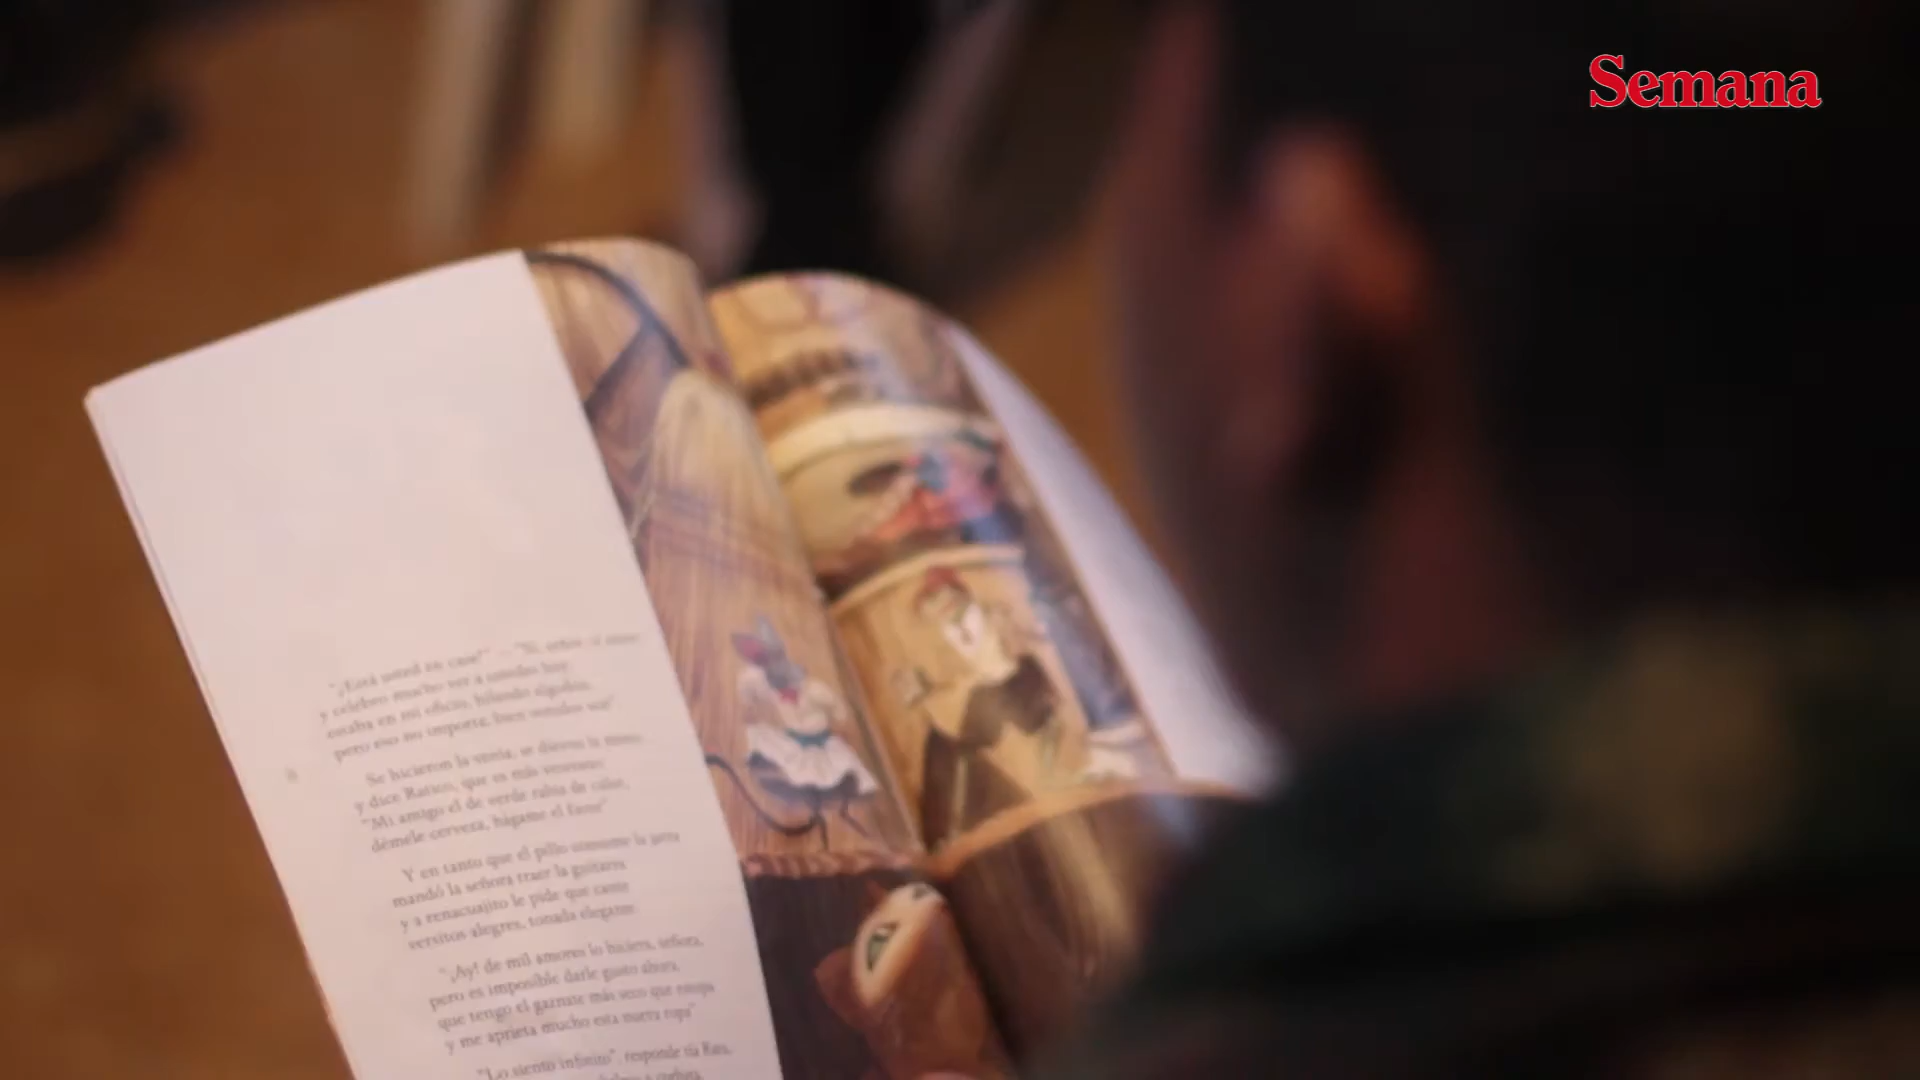 Semana
"¿Está usted en casa?" —"Sí, señor sí estoy
y celebro mucho ver a ustedes hoy;
estaba en mi oficio, hilando algodón,
pero eso no importa; bien venidos son"
Se hicieron la venia, se dieron la mano
y dice Ratico, que es más veterano:
"Mi amigo el de verde rabia de calor,
démele cerveza, hágame el favor"
Y en tanto que el pillo consume la jarra
mandó la señora traer la guitarra
y a renacuajito le pide que cante
versitos alegres, tonada elegante.
"¡Ay! de mil amores lo hiciera, señora,
pero es imposible darle gusto ahora,
que tengo el gaznate más seco que estopa
y me aprieta mucho esta nueva ropa"
"Lo siento infinito", responde tía Rata,